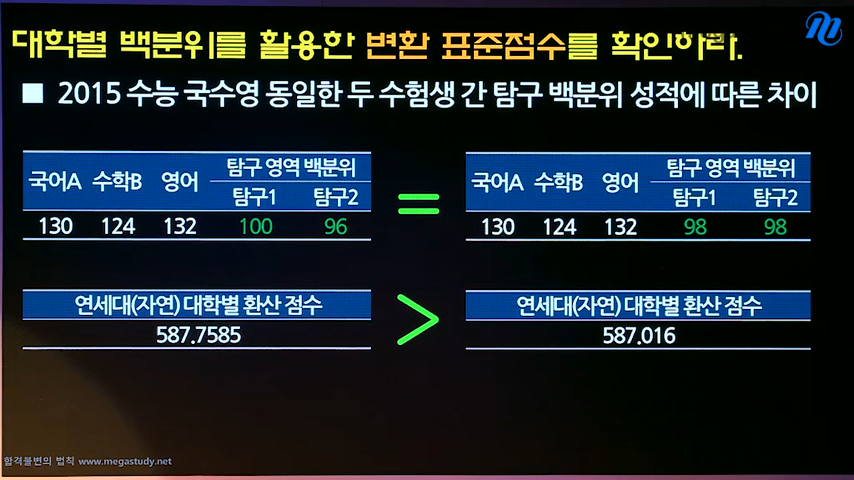 대학별 백분위를 활용한 변환 표준점수를 확인하라.
■ 2015 수능 국수영 동일한 두 수험생 간 탐구 백분위 성적에 따른 차이
국어A 수학B 영어 탐구 영역 백분위
탐구1 탐구2
130 124 132 100 96
=
국어A 수학B 영어 탐구 영역 백분위
탐구1 탐구2
130 124 132 98 98
연세대(자연) 대학별 환산 점수
587.7585
>
연세대(자연) 대학별 환산 점수
587.016
합격불변의 법칙 www.megastudy.net